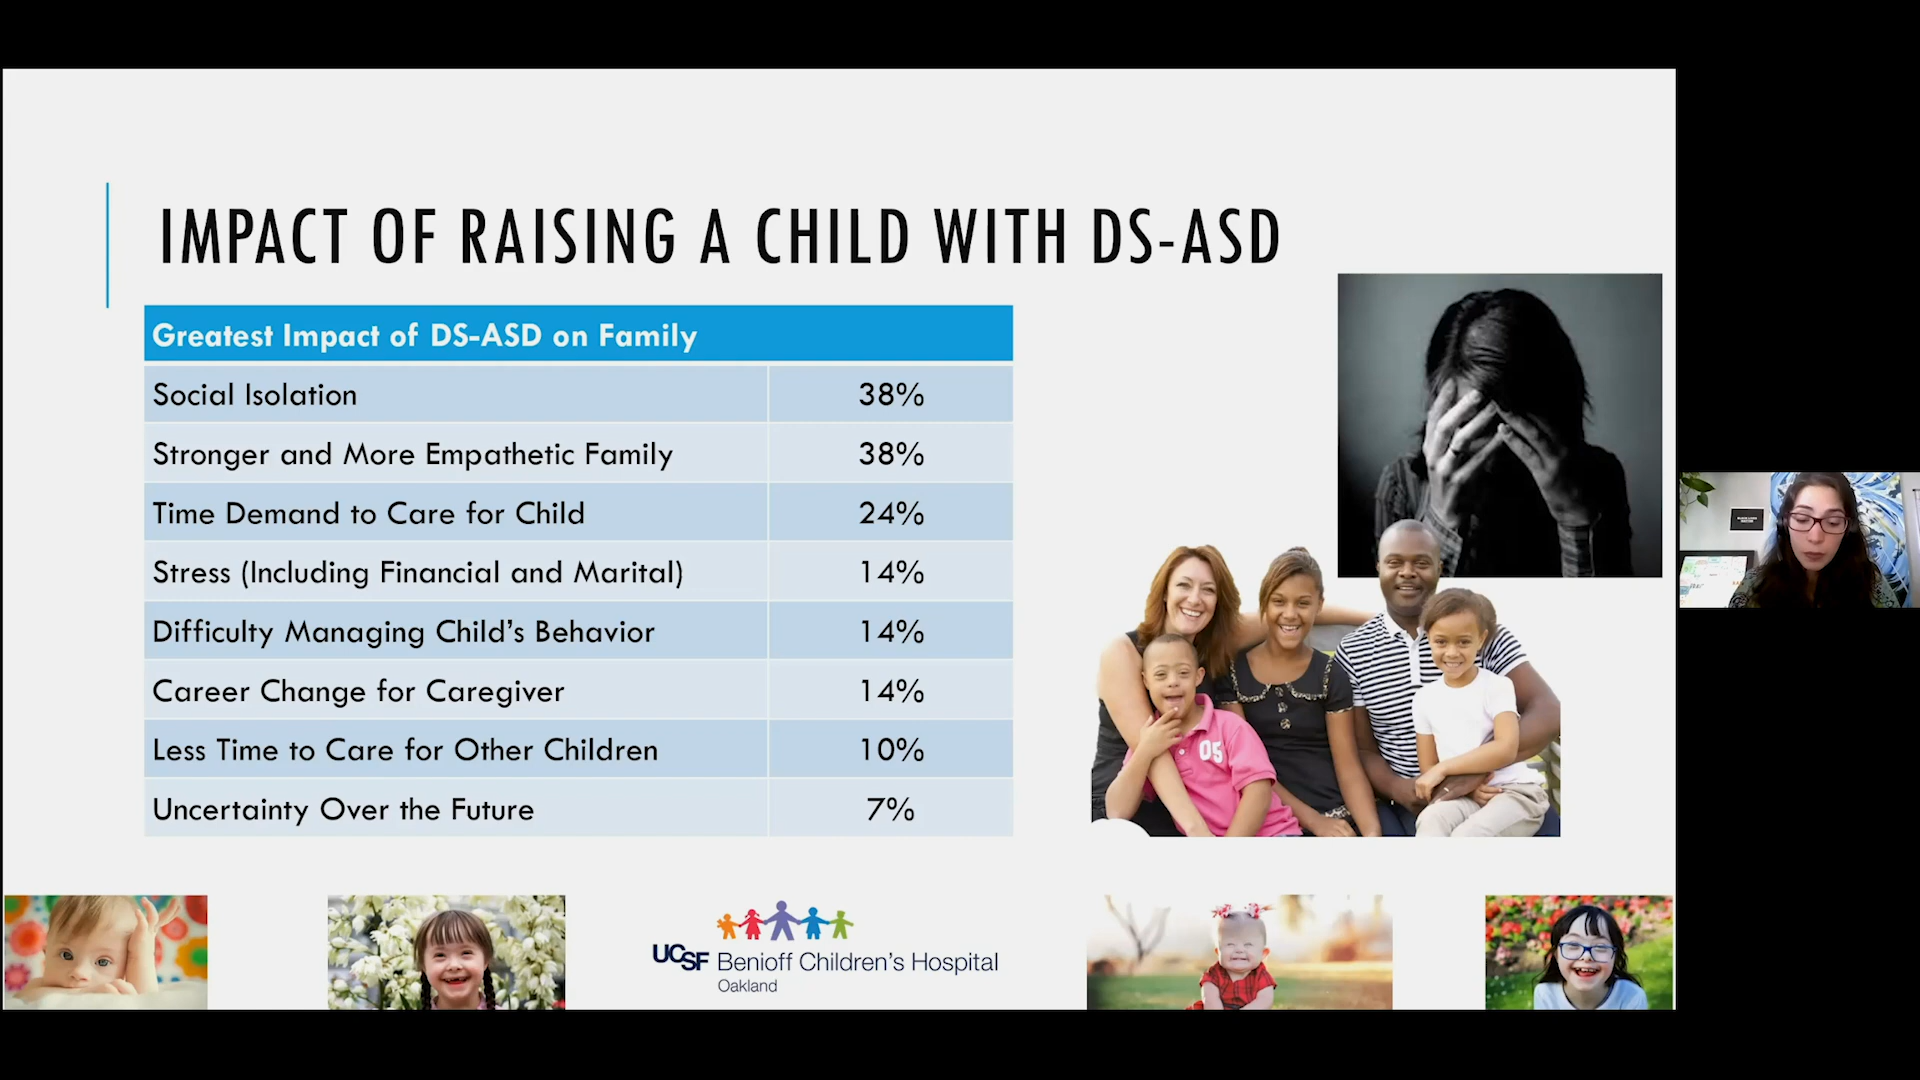 IMPACT OF RAISING A CHILD WITH DS-ASD
Greatest Impact of DS-ASD on Family
Social Isolation 38%
Stronger and More Empathetic Family 38%
Time Demand to Care for Child 24%
Stress (Including Financial and Marital) 14%
Difficulty Managing Child's Behavior 14%
Career Change for Caregiver 14%
Less Time to Care for Other Children 10%
Uncertainty Over the Future 7%
05
UCSF Benioff Children's Hospital
Oakland